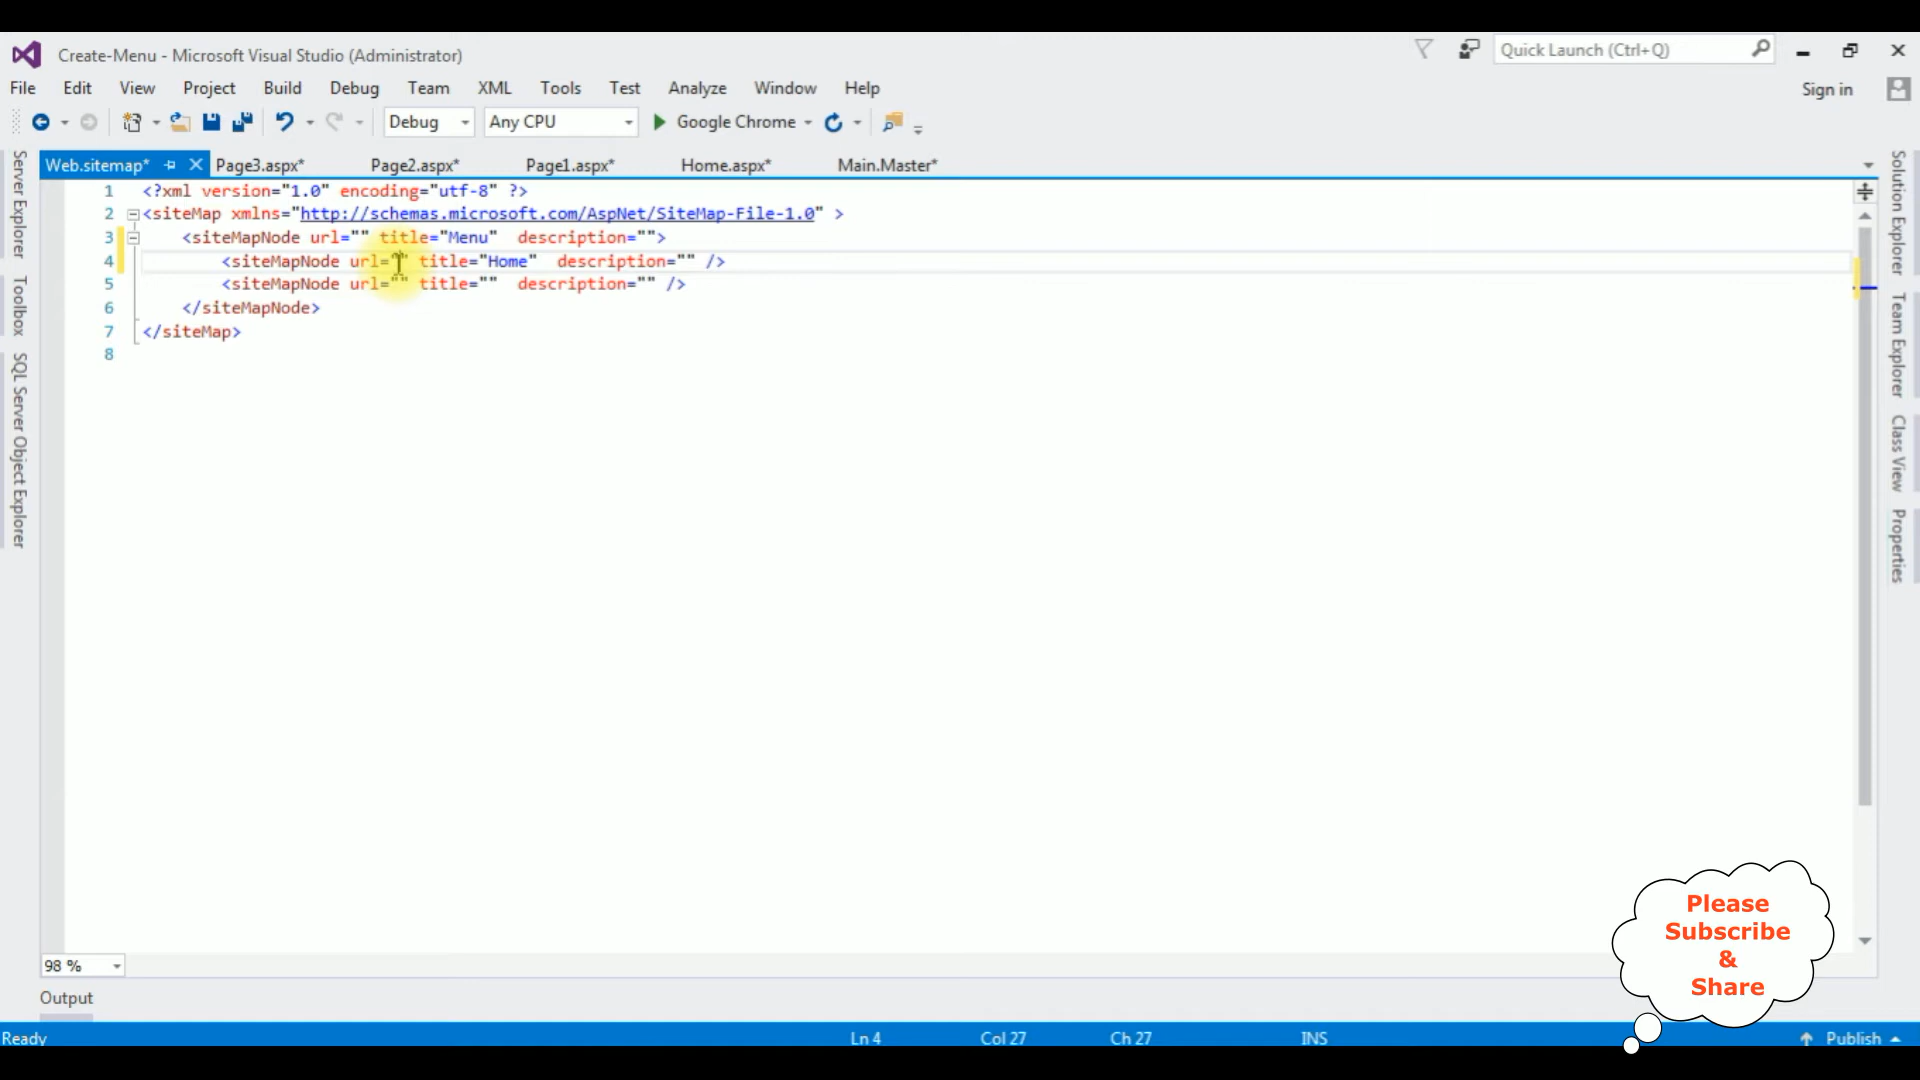 Create-Menu - Microsoft Visual Studio (Administrator)
Quick Launch (Ctrl+Q)
File Edit View Project Build Debug Team XML Tools Test Analyze Window Help
Sign in
Debug Any CPU Google Chrome
Web.sitemap* Page3.aspx* Page2.aspx* Page1.aspx* Home.aspx* Main.Master*
1 <?xml version="1.0" encoding="utf-8" ?>
2 <siteMap xmlns="http://schemas.microsoft.com/AspNet/SiteMap-File-1.0" >
3 <siteMapNode url="" title="Menu"  description="">
4 <siteMapNode url="" title="Home"  description="" />
5 <siteMapNode url="" title=""  description="" />
6 </siteMapNode>
7 </siteMap>
8
Server Explorer
Toolbox
SQL Server Object Explorer
Solution Explorer
Team Explorer
Class View
Properties
Please
Subscribe
&
Share
98 %
Output
Ready Ln 4 Col 27 Ch 27 INS Publish